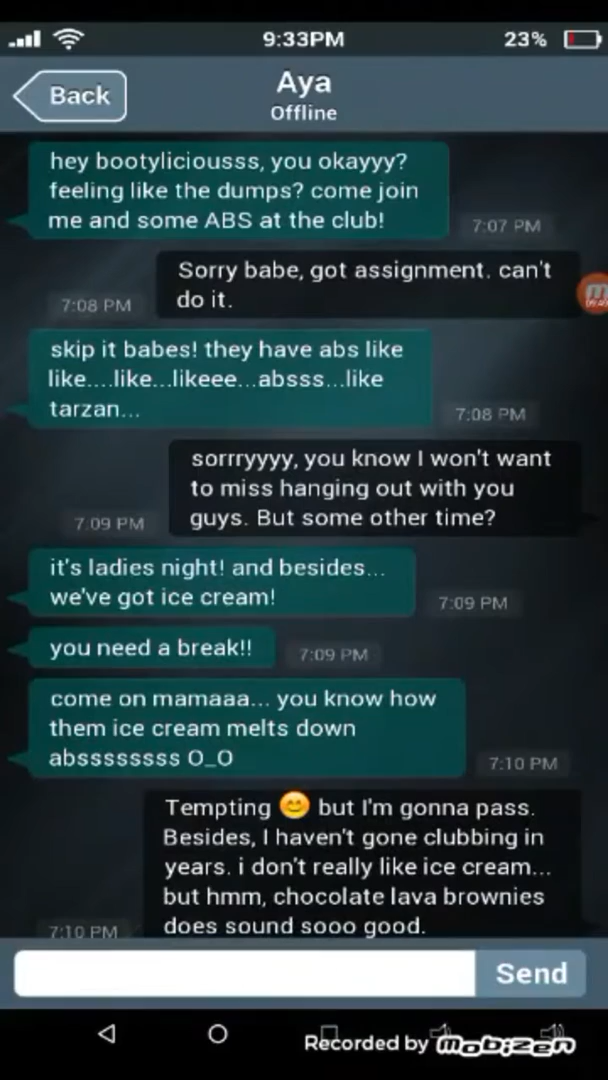 9:33PM
23%
Back
Aya
Offline
hey bootyliciousss, you okayyy?
feeling like the dumps? come join
me and some ABS at the club!
7:07 PM
Sorry babe, got assignment. can't
do it.
7:08 PM
skip it babes! they have abs like
like....like...likeee...absss...like
tarzan...
7:08 PM
sorrryyyy, you know I won't want
to miss hanging out with you
guys. But some other time?
7:09 PM
it's ladies night! and besides...
we've got ice cream!
7:09 PM
you need a break!!
7:09 PM
come on mamaaa... you know how
them ice cream melts down
abssssssss O_O
7:10 PM
Tempting 😊 but I'm gonna pass.
Besides, I haven't gone clubbing in
years. i don't really like ice cream...
but hmm, chocolate lava brownies
does sound sooo good.
7:10 PM
Send
Recorded by mobizen